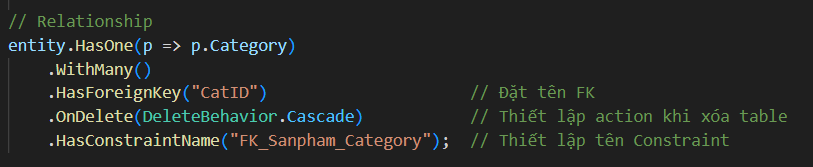 // Relationship
entity.HasOne(p => p.Category)
.WithMany()
.HasForeignKey("CatID") // Đặt tên FK
.OnDelete(DeleteBehavior.Cascade) // Thiết lập action khi xóa table
.HasConstraintName("FK_Sanpham_Category"); // Thiết lập tên Constraint